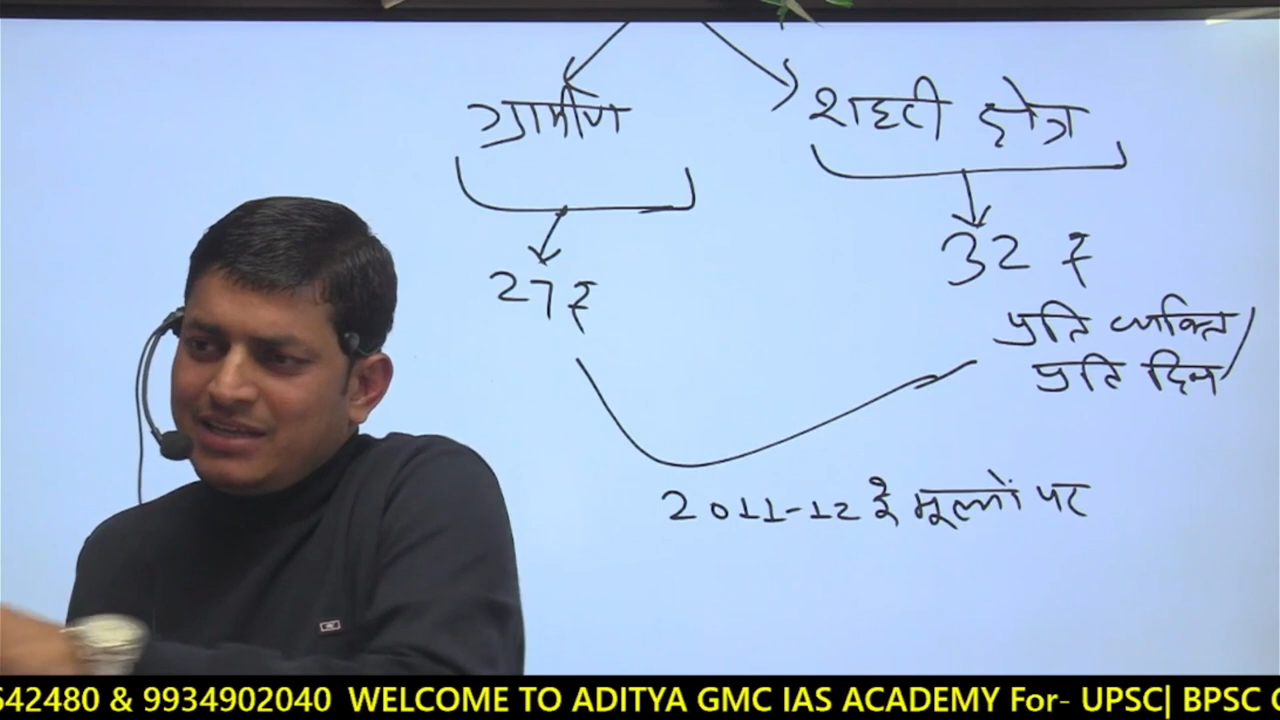 ग्रामीण
शहरी क्षेत्र
27₹
32 ₹
प्रति व्यक्ति/
प्रति दिन
2011-12 के मूल्यों पर
642480 & 9934902040 WELCOME TO ADITYA GMC IAS ACADEMY For- UPSC| BPSC